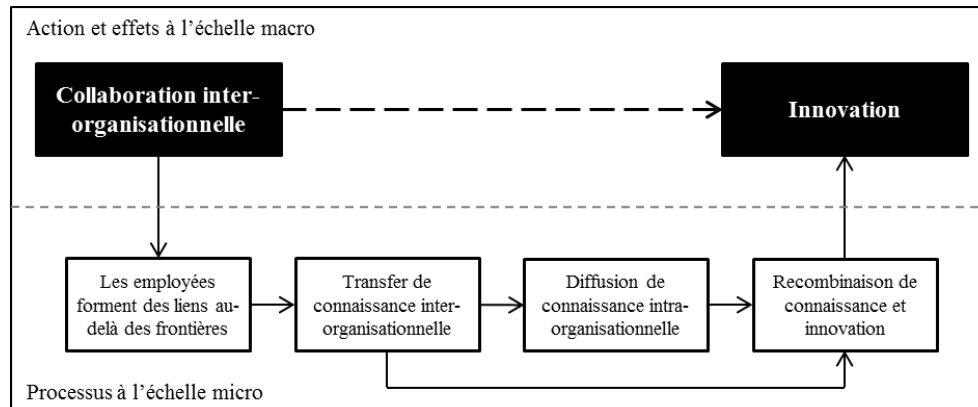 Action et effets à l'échelle macro
Collaboration inter-
organisationnelle
Innovation
Les employées
forment des liens au-
delà des frontières
Transfer de
connaissance inter-
organisationnelle
Diffusion de
connaissance intra-
organisationnelle
Recombinaison de
connaissance et
innovation
Processus à l'échelle micro